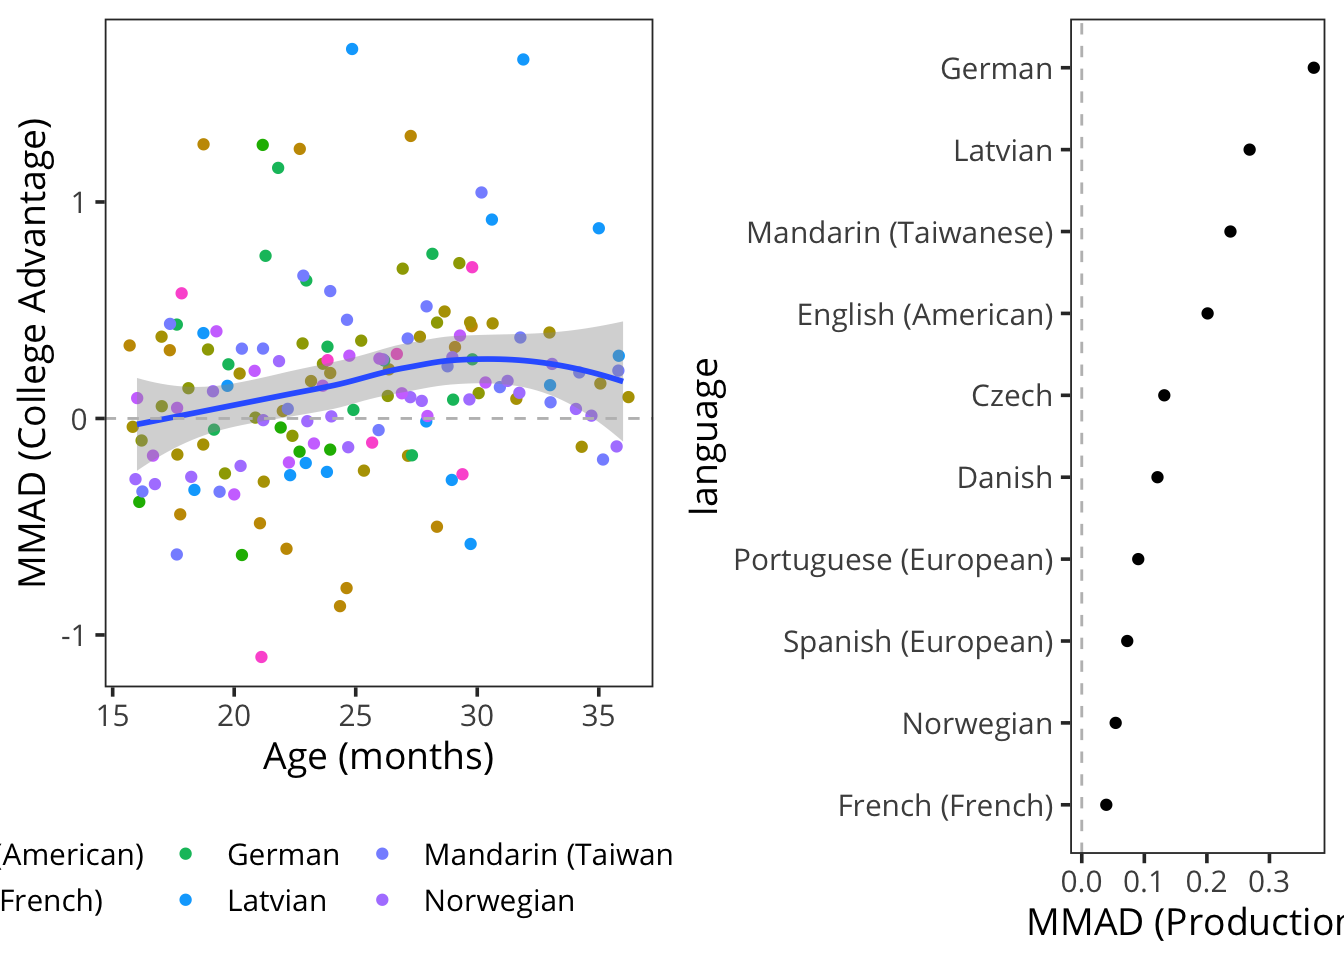 MMAD (College Advantage)
1
0
-1
15 20 25 30 35
Age (months)
(American) German Mandarin (Taiwan
French) Latvian Norwegian
language
German
Latvian
Mandarin (Taiwanese)
English (American)
Czech
Danish
Portuguese (European)
Spanish (European)
Norwegian
French (French)
0.0 0.1 0.2 0.3
MMAD (Production